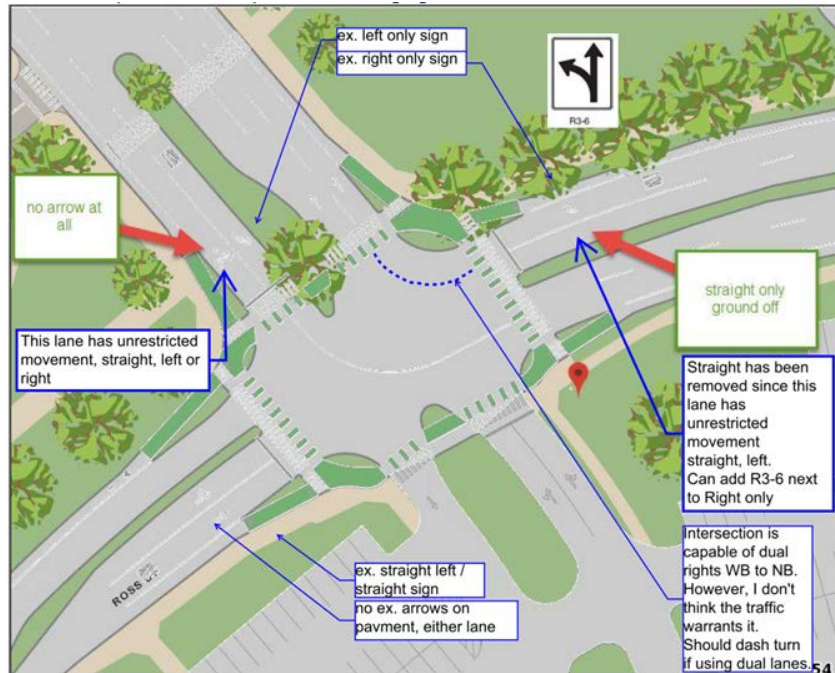 ex. left only sign
ex. right only sign
R3-6
no arrow at
all
straight only
ground off
This lane has unrestricted
movement, straight, left or
right
Straight has been
removed since this
lane has
unrestricted
movement
straight, left.
Can add R3-6 next
to Right only
Intersection is
capable of dual
rights WB to NB.
However, I don't
think the traffic
warrants it.
Should dash turn
if using dual lanes.
ex. straight left /
straight sign
no ex. arrows on
pavment, either lane
54